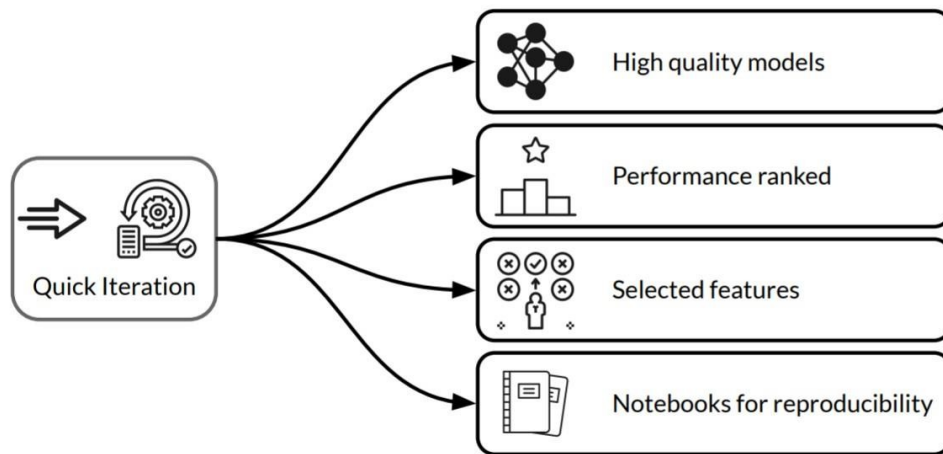 High quality models
Performance ranked
Quick Iteration
Selected features
Notebooks for reproducibility